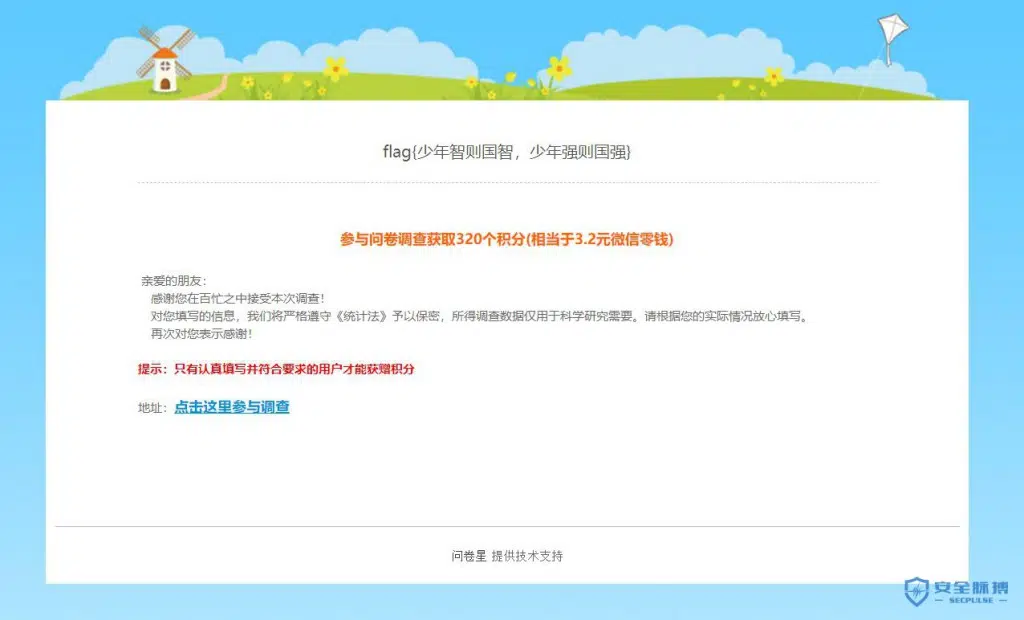 flag{少年智则国智，少年强则国强}
参与问卷调查获取320个积分(相当于3.2元微信零钱)
亲爱的朋友：
感谢您在百忙之中接受本次调查！
对您填写的信息，我们将严格遵守《统计法》予以保密，所得调查数据仅用于科学研究需要。请根据您的实际情况放心填写。
再次对您表示感谢！
提示：只有认真填写并符合要求的用户才能获赠积分
地址：点击这里参与调查
问卷星 提供技术支持
安全脉搏
SECPULSE